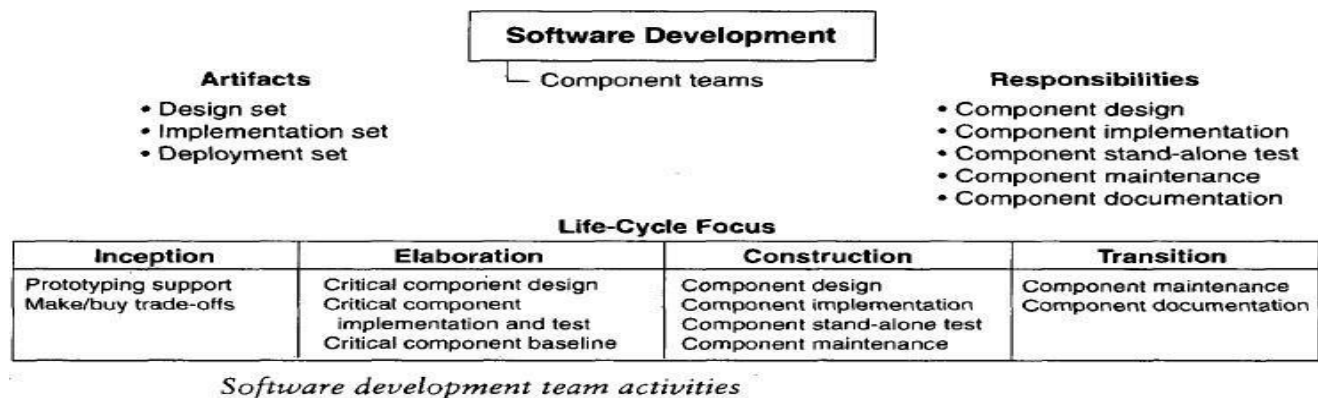 Software Development
Component teams
Artifacts
• Design set
• Implementation set
• Deployment set
Responsibilities
• Component design
• Component implementation
• Component stand-alone test
• Component maintenance
• Component documentation
Life-Cycle Focus
Inception
Prototyping support
Make/buy trade-offs
Elaboration
Critical component design
Critical component
implementation and test
Critical component baseline
Construction
Component design
Component implementation
Component stand-alone test
Component maintenance
Transition
Component maintenance
Component documentation
Software development team activities